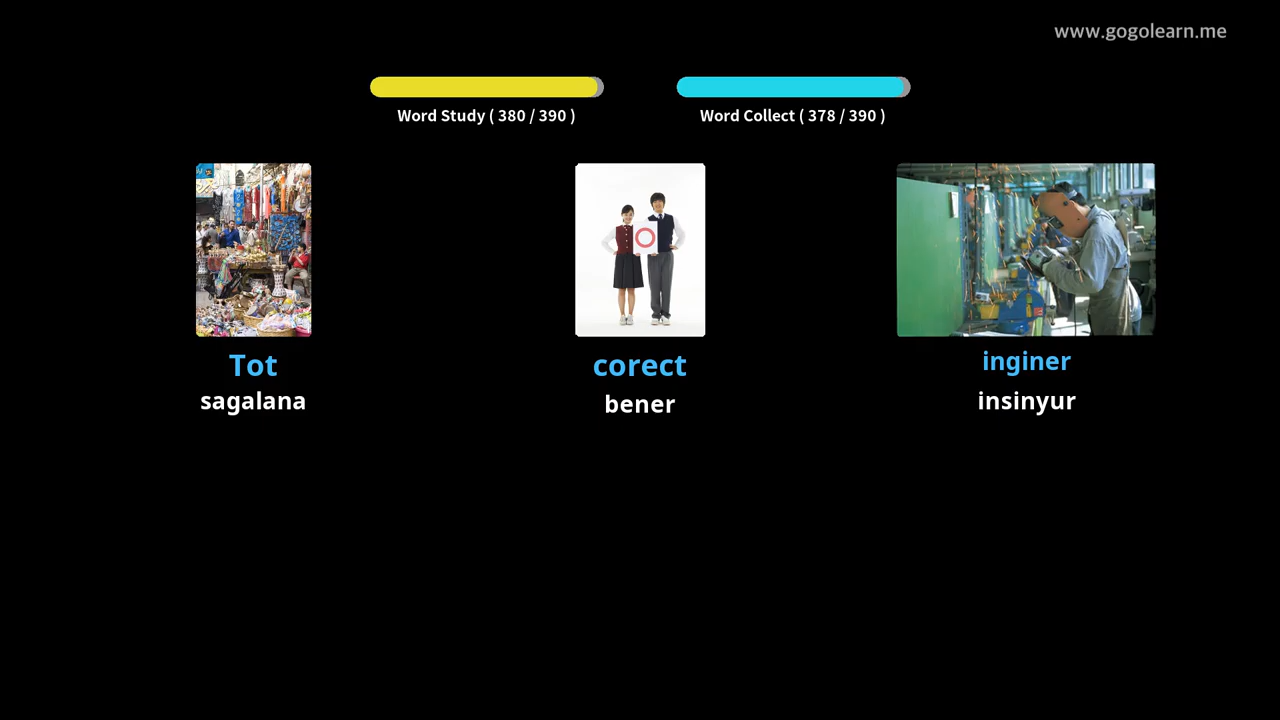 www.gogolearn.me
Word Study ( 380 / 390 )
Word Collect ( 378 / 390 )
Tot
sagalana
corect
bener
inginer
insinyur